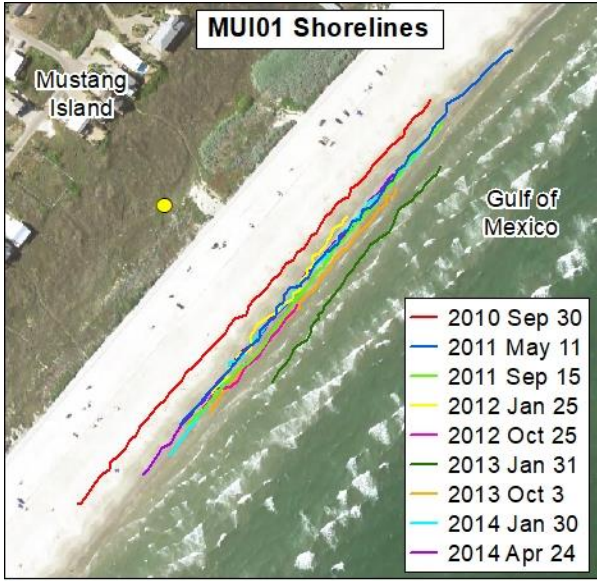 MUI01 Shorelines
Mustang
Island
Gulf of
Mexico
2010 Sep 30
2011 May 11
2011 Sep 15
2012 Jan 25
2012 Oct 25
2013 Jan 31
2013 Oct 3
2014 Jan 30
2014 Apr 24